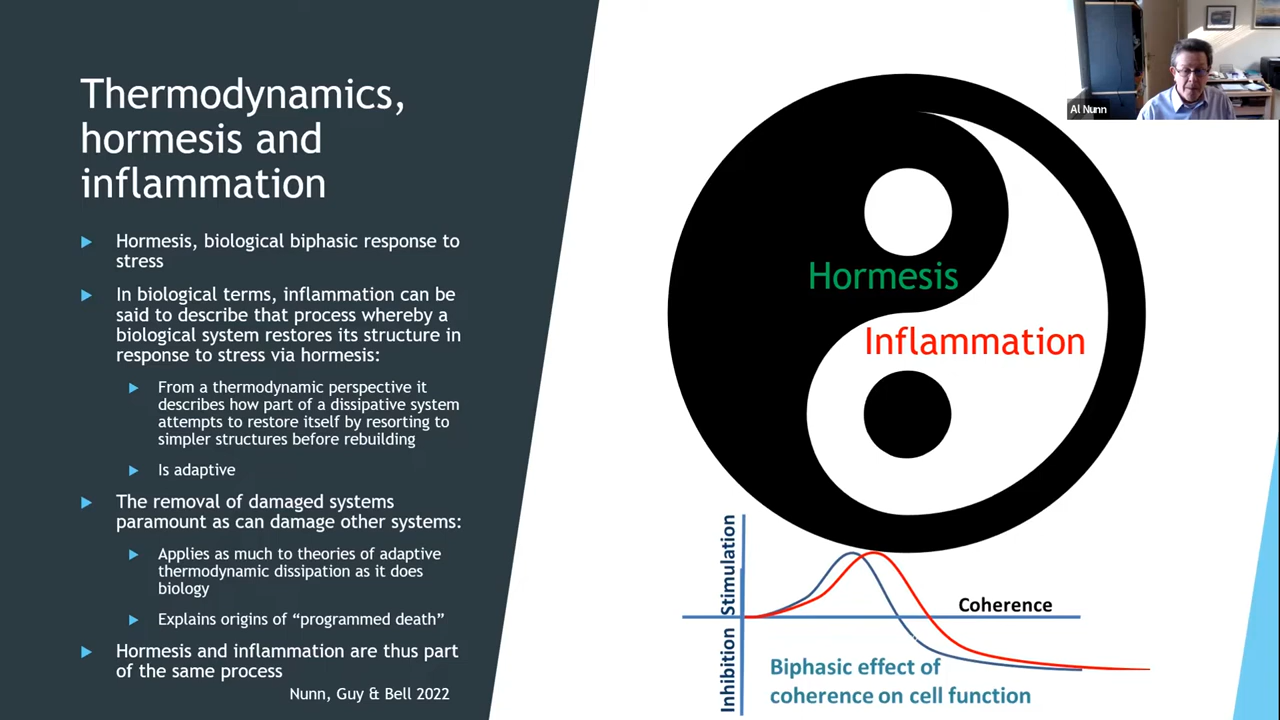 Thermodynamics,
hormesis and
inflammation
Hormesis, biological biphasic response to
stress
In biological terms, inflammation can be
said to describe that process whereby a
biological system restores its structure in
response to stress via hormesis:
From a thermodynamic perspective it
describes how part of a dissipative system
attempts to restore itself by resorting to
simpler structures before rebuilding
Is adaptive
The removal of damaged systems
paramount as can damage other systems:
Applies as much to theories of adaptive
thermodynamic dissipation as it does
biology
Explains origins of “programmed death”
Hormesis and inflammation are thus part
of the same process
Nunn, Guy & Bell 2022
Al Nunn
Hormesis
Inflammation
Stimulation
Inhibition
Coherence
Biphasic effect of
coherence on cell function